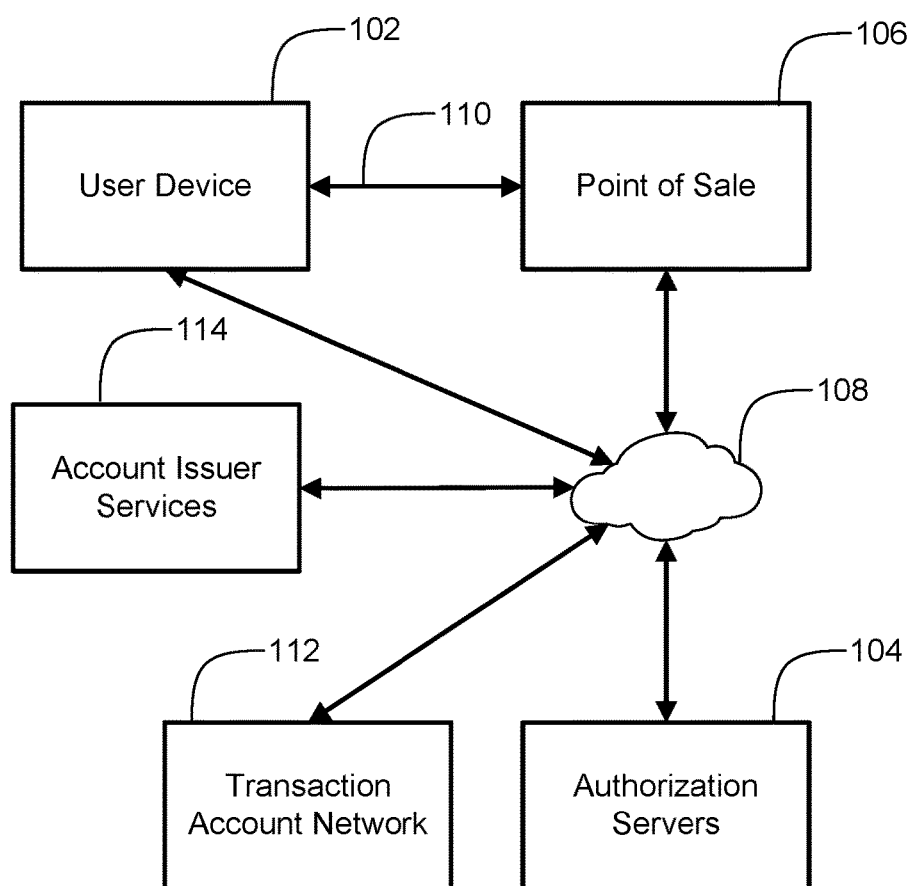 102
106
110
User Device
Point of Sale
114
108
Account Issuer
Services
112
104
Transaction
Account Network
Authorization
Servers